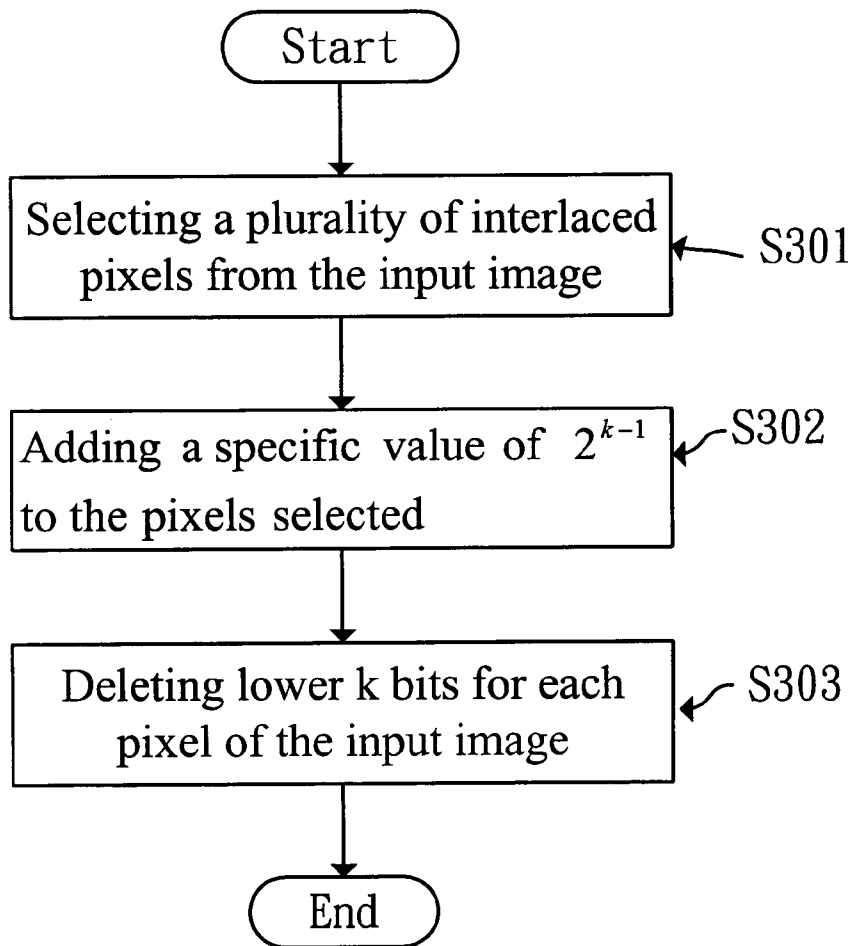 Start
Selecting a plurality of interlaced
pixels from the input image
S301
Adding a specific value of 2^{k-1}
to the pixels selected
S302
Deleting lower k bits for each
pixel of the input image
S303
End